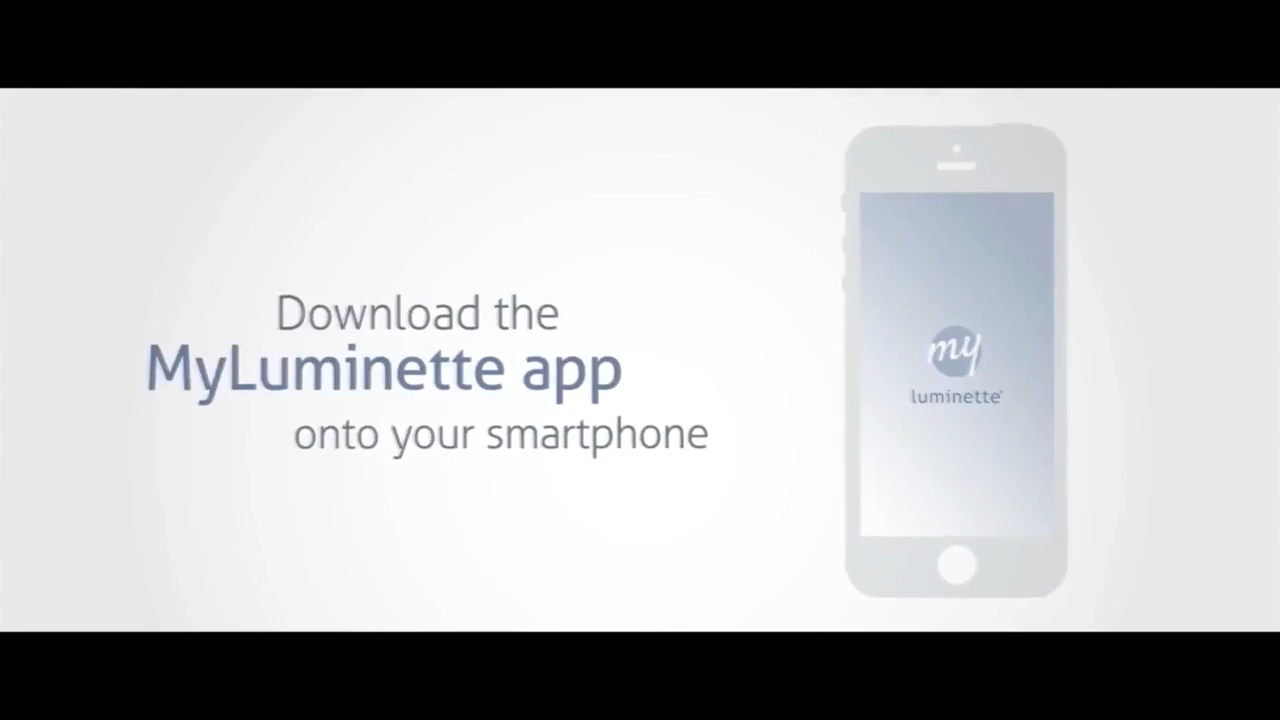 Download the
MyLuminette app
onto your smartphone
my
luminette®